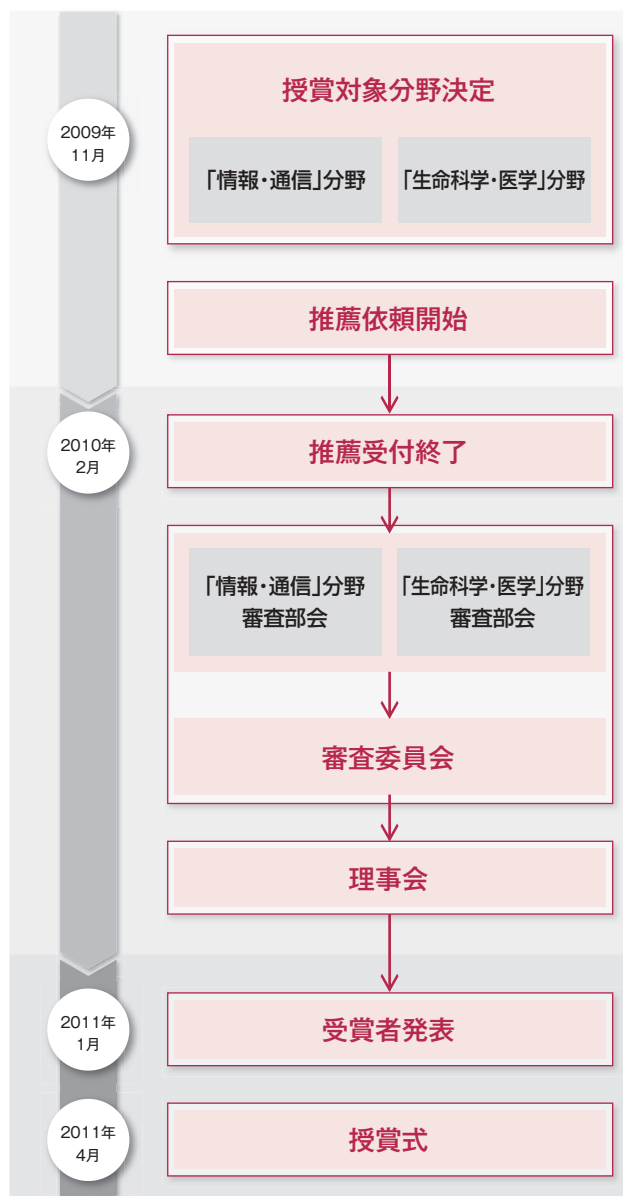 2009年
11月
授賞対象分野決定
「情報・通信」分野
「生命科学・医学」分野
推薦依頼開始
2010年
2月
推薦受付終了
「情報・通信」分野
審査部会
「生命科学・医学」分野
審査部会
審査委員会
理事会
2011年
1月
受賞者発表
2011年
4月
授賞式